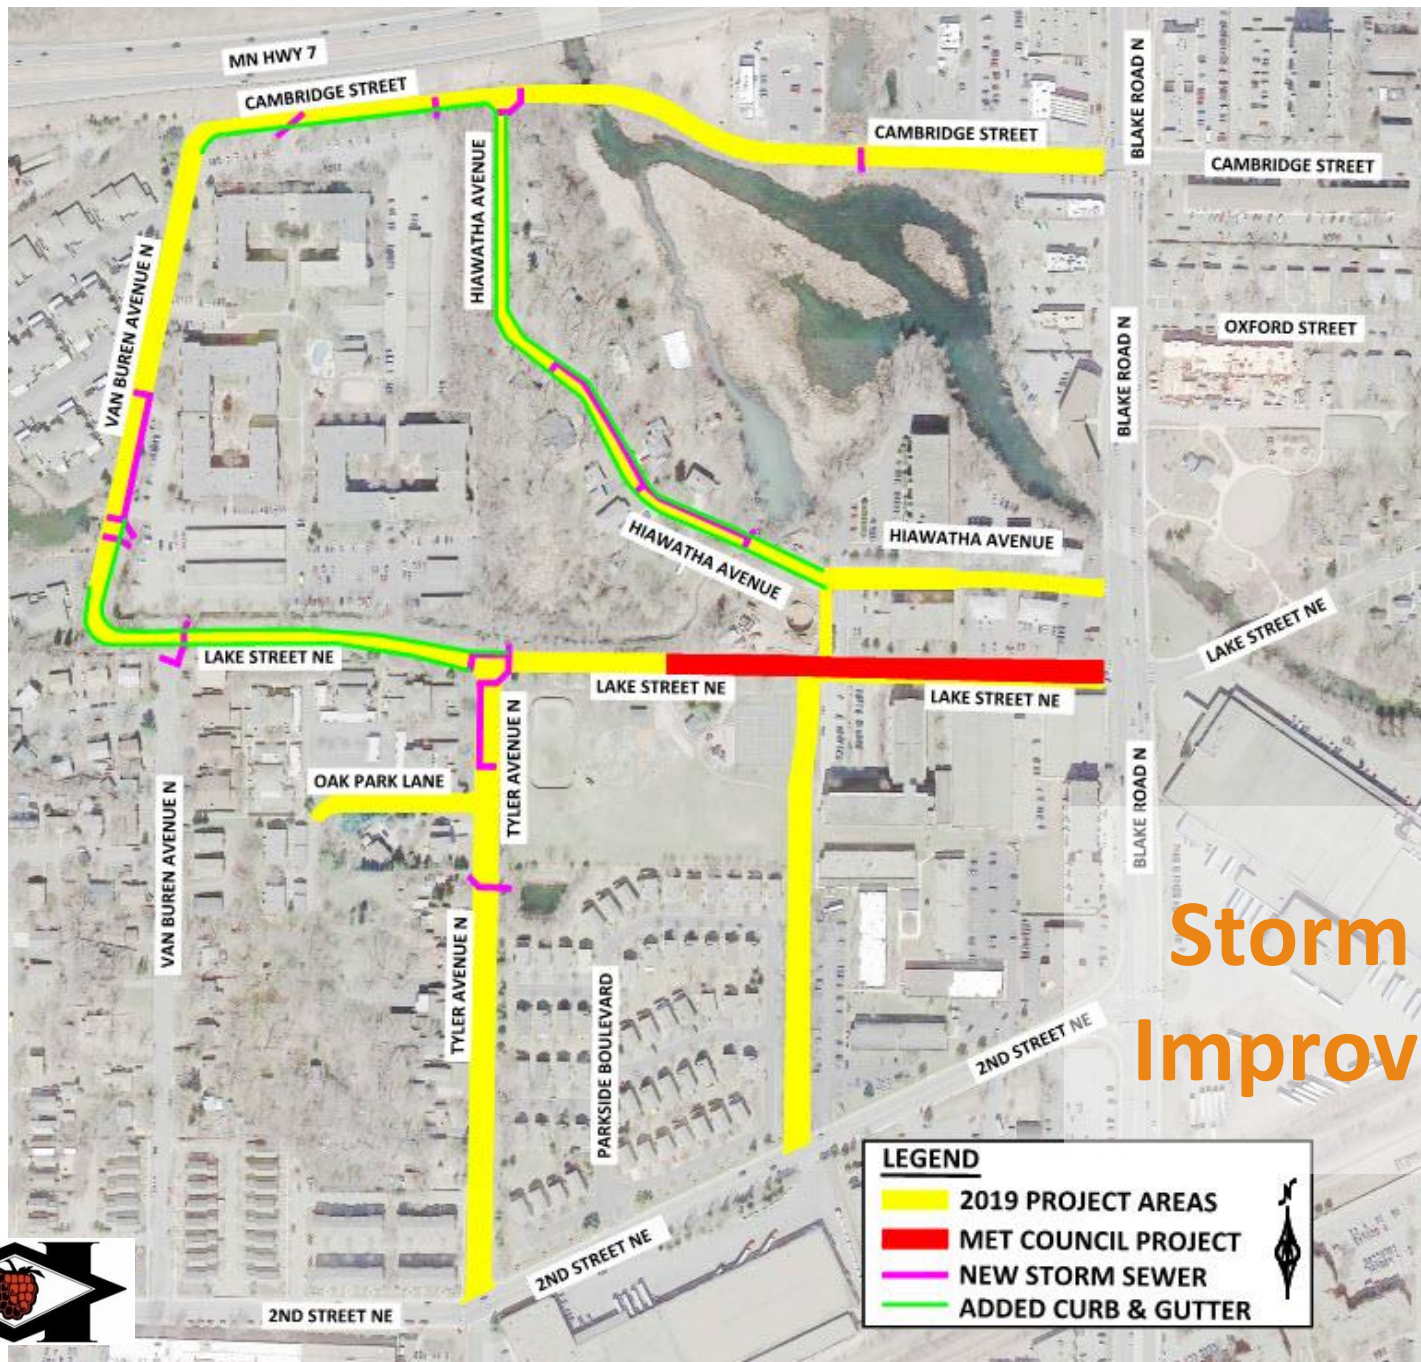 MN HWY 7
CAMBRIDGE STREET
HIAWATHA AVENUE
CAMBRIDGE STREET
BLAKE ROAD N
CAMBRIDGE STREET
VAN BUREN AVENUE N
BLAKE ROAD N
OXFORD STREET
HIAWATHA AVENUE
HIAWATHA AVENUE
LAKE STREET NE
LAKE STREET NE
LAKE STREET NE
LAKE STREET NE
TYLER AVENUE N
OAK PARK LANE
BLAKE ROAD N
VAN BUREN AVENUE N
TYLER AVENUE N
PARKSIDE BOULEVARD
Storm
Improv
2ND STREET NE
2ND STREET NE
2ND STREET NE
LEGEND
2019 PROJECT AREAS
MET COUNCIL PROJECT
NEW STORM SEWER
ADDED CURB & GUTTER
N